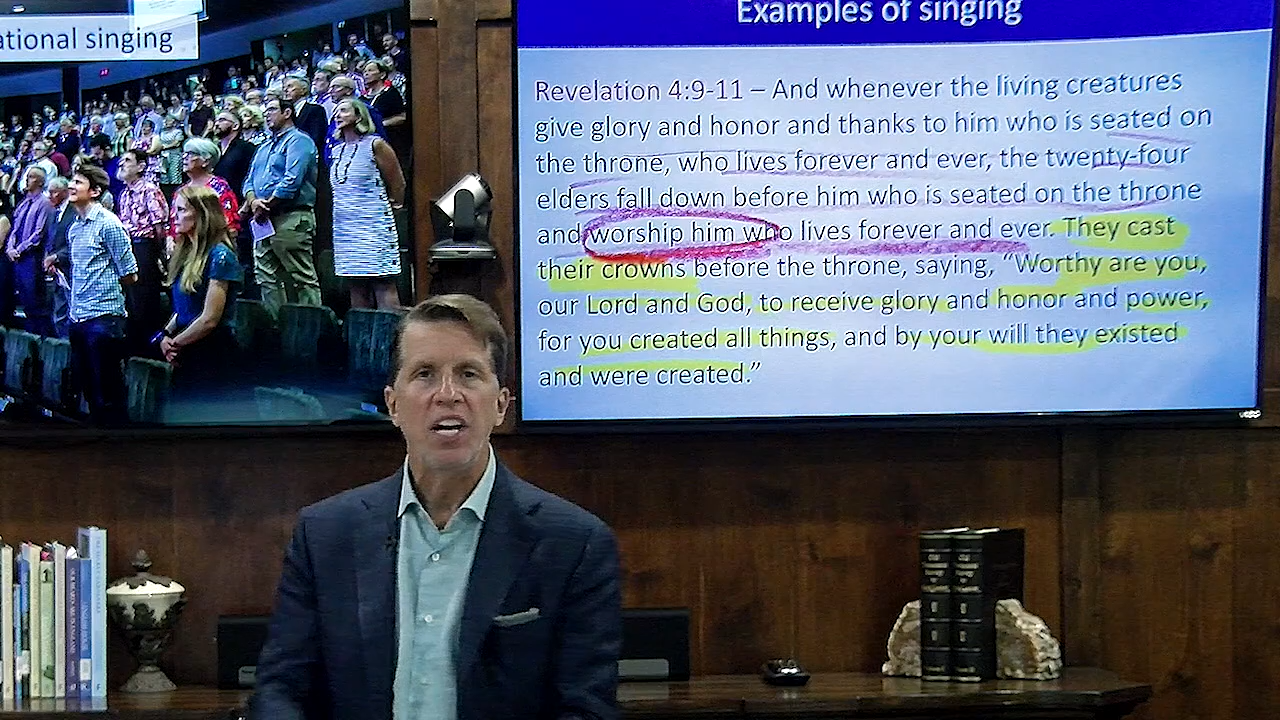 ational singing
Examples of singing
Revelation 4:9-11 – And whenever the living creatures
give glory and honor and thanks to him who is seated on
the throne, who lives forever and ever, the twenty-four
elders fall down before him who is seated on the throne
and worship him who lives forever and ever. They cast
their crowns before the throne, saying, “Worthy are you,
our Lord and God, to receive glory and honor and power,
for you created all things, and by your will they existed
and were created.”